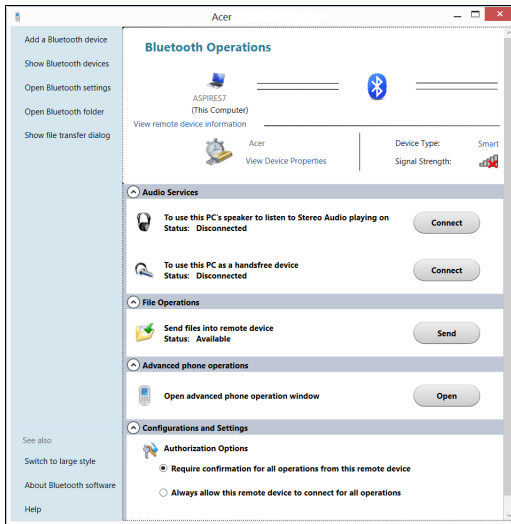 Acer
Add a Bluetooth device
Show Bluetooth devices
Open Bluetooth settings
Open Bluetooth folder
Show file transfer dialog
Bluetooth Operations
ASPIRES7
(This Computer)
View remote device information
Acer
View Device Properties
Device Type: Smart
Signal Strength:
Audio Services
To use this PC's speaker to listen to Stereo Audio playing on
Status: Disconnected
Connect
To use this PC as a handsfree device
Status: Disconnected
Connect
File Operations
Send files into remote device
Status: Available
Send
Advanced phone operations
Open advanced phone operation window
Open
Configurations and Settings
Authorization Options
Require confirmation for all operations from this remote device
Always allow this remote device to connect for all operations
See also
Switch to large style
About Bluetooth software
Help